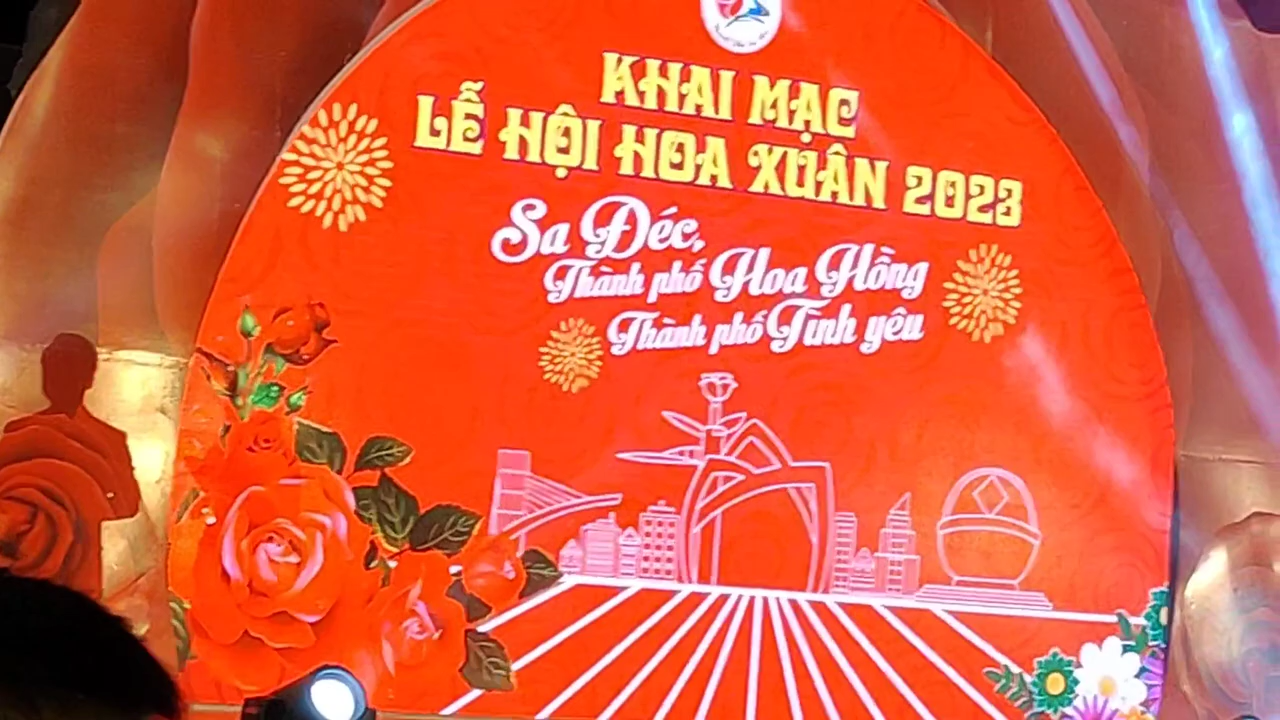 KHAI MẠC
LỄ HỘI HOA XUÂN 2023
Sa Đéc,
Thành phố Hoa Hồng
Thành phố Tình yêu